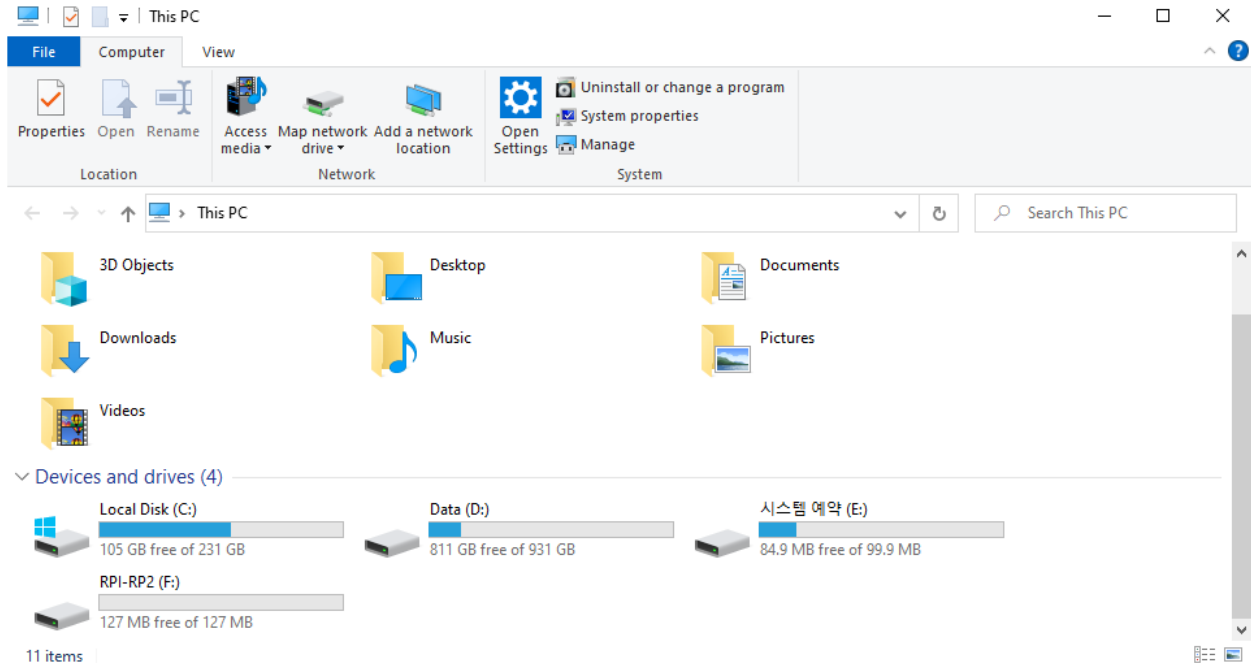 This PC
File Computer View
Properties Open Rename Access media Map network drive Add a network location Open Settings Uninstall or change a program
System properties
Manage
Location Network System
This PC Search This PC
3D Objects Desktop Documents
Downloads Music Pictures
Videos
Devices and drives (4)
Local Disk (C:) Data (D:) 시스템 예약 (E:)
105 GB free of 231 GB 811 GB free of 931 GB 84.9 MB free of 99.9 MB
RPI-RP2 (F:)
127 MB free of 127 MB
11 items